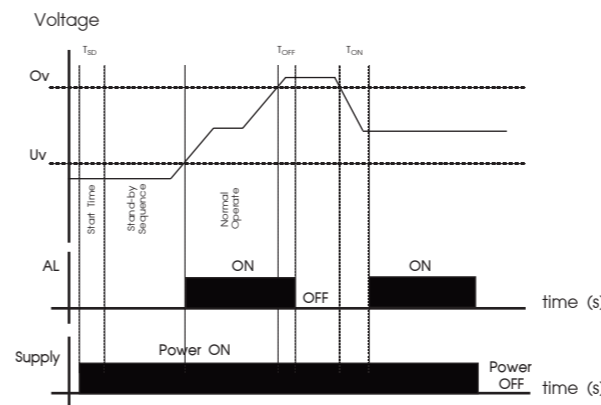 Voltage
TSD
TOFF
TON
Ov
Uv
Start Time
Stand-by
Sequence
Normal
Operate
AL
ON
OFF
ON
time (s)
Supply
Power ON
Power
OFF
time (s)